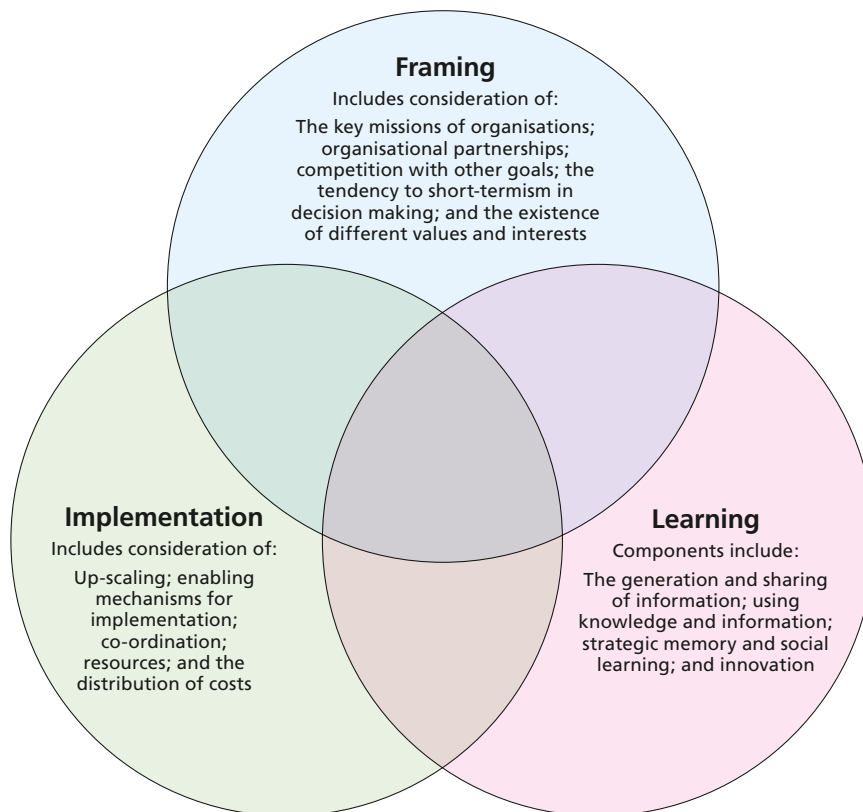 Framing
Includes consideration of:
The key missions of organisations;
organisational partnerships;
competition with other goals; the
tendency to short-termism in
decision making; and the existence
of different values and interests
Implementation
Includes consideration of:
Up-scaling; enabling
mechanisms for
implementation;
co-ordination;
resources; and the
distribution of costs
Learning
Components include:
The generation and sharing
of information; using
knowledge and information;
strategic memory and social
learning; and innovation